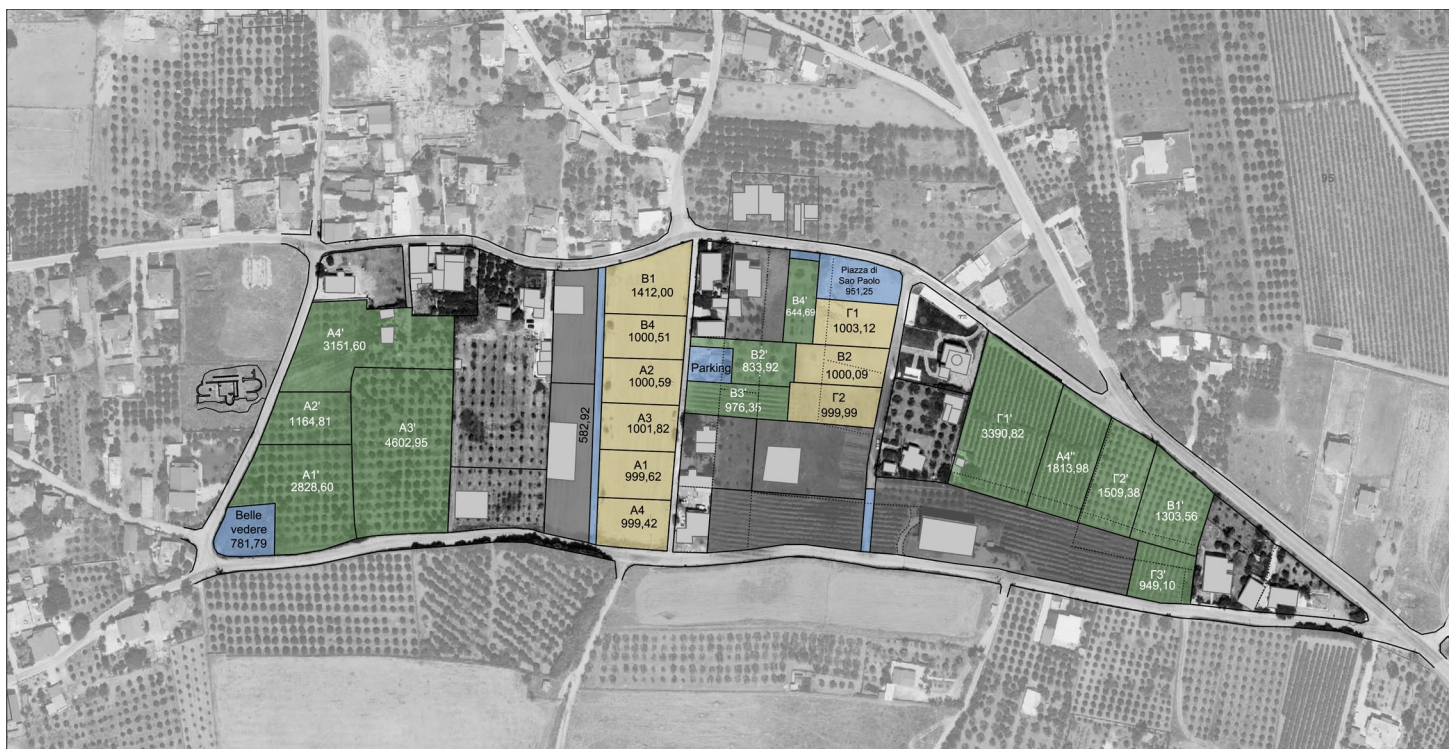 95
B1
1412,00
B4
1000,51
A2
1000,59
A3
1001,82
A1
999,62
A4
999,42
582,92
A4'
3151,60
A2'
1164,81
A3'
4602,95
A1'
2828,60
Belle
vedere
781,79
B4'
644,69
Piazza di
Sao Paolo
951,25
Γ1
1003,12
B2'
833,92
Parking
B2
1000,09
B3'
976,35
Γ2
999,99
Γ1'
3390,82
A4''
1813,98
Γ2'
1509,38
B1'
1303,56
Γ3'
949,10